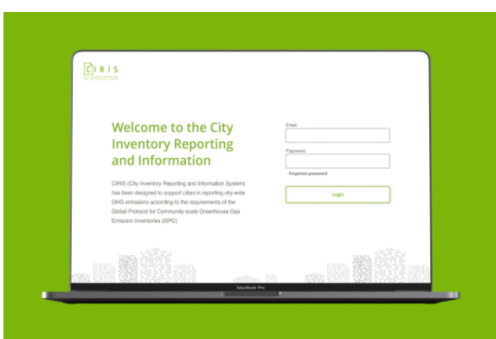 CIRIS
Welcome to the City
Inventory Reporting
and Information
CIRIS (City Inventory Reporting and Information System)
has been designed to support cities in reporting city-wide
GHG emissions according to the requirements of the
Global Protocol for Community-scale Greenhouse Gas
Emission Inventories (GPC).
Email
Password
Forgotten password
Login
MacBook Pro